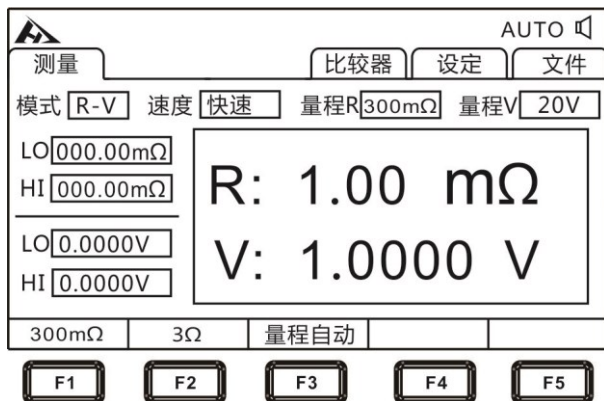 AUTO
测量 比较器 设定 文件
模式 R-V 速度 快速 量程R 300mΩ 量程V 20V
LO 000.00mΩ
HI 000.00mΩ
R: 1.00 mΩ
LO 0.0000V
HI 0.0000V
V: 1.0000 V
300mΩ 3Ω 量程自动
F1 F2 F3 F4 F5